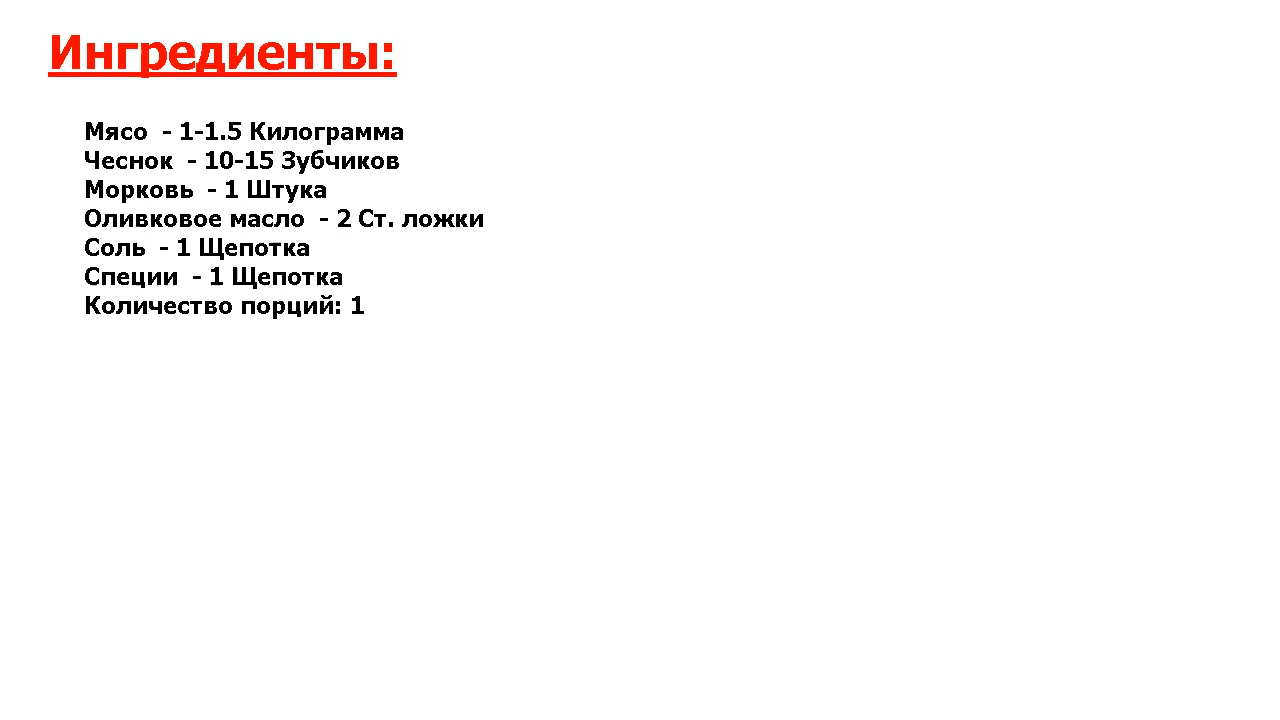 Ингредиенты:
Мясо  - 1-1.5 Килограмма
Чеснок  - 10-15 Зубчиков
Морковь  - 1 Штука
Оливковое масло  - 2 Ст. ложки
Соль  - 1 Щепотка
Специи  - 1 Щепотка
Количество порций: 1